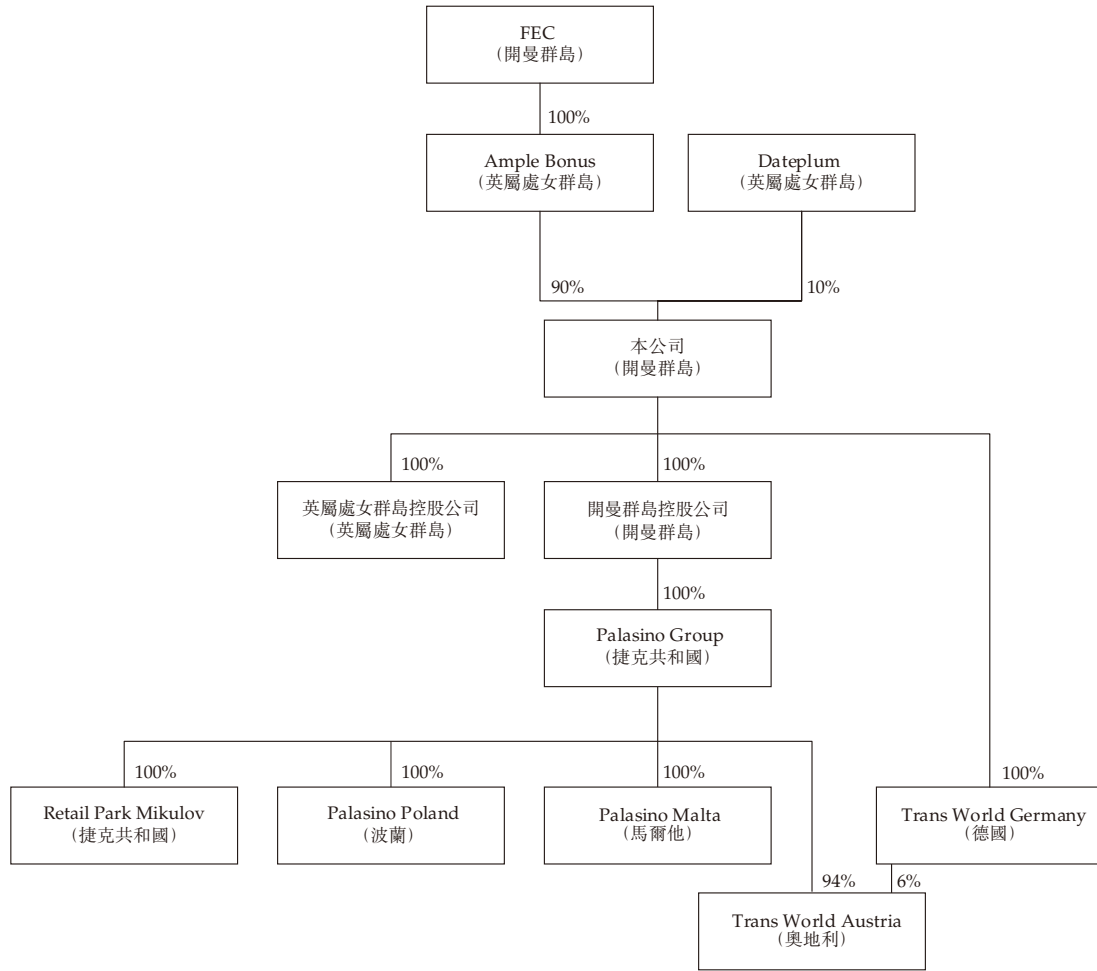 FEC
(開曼群島)
100%
Ample Bonus
(英屬處女群島)
Dateplum
(英屬處女群島)
90%
10%
本公司
(開曼群島)
100%
100%
英屬處女群島控股公司
(英屬處女群島)
開曼群島控股公司
(開曼群島)
100%
Palasino Group
(捷克共和國)
100%
100%
100%
100%
Retail Park Mikulov
(捷克共和國)
Palasino Poland
(波蘭)
Palasino Malta
(馬爾他)
Trans World Germany
(德國)
94%
6%
Trans World Austria
(奧地利)